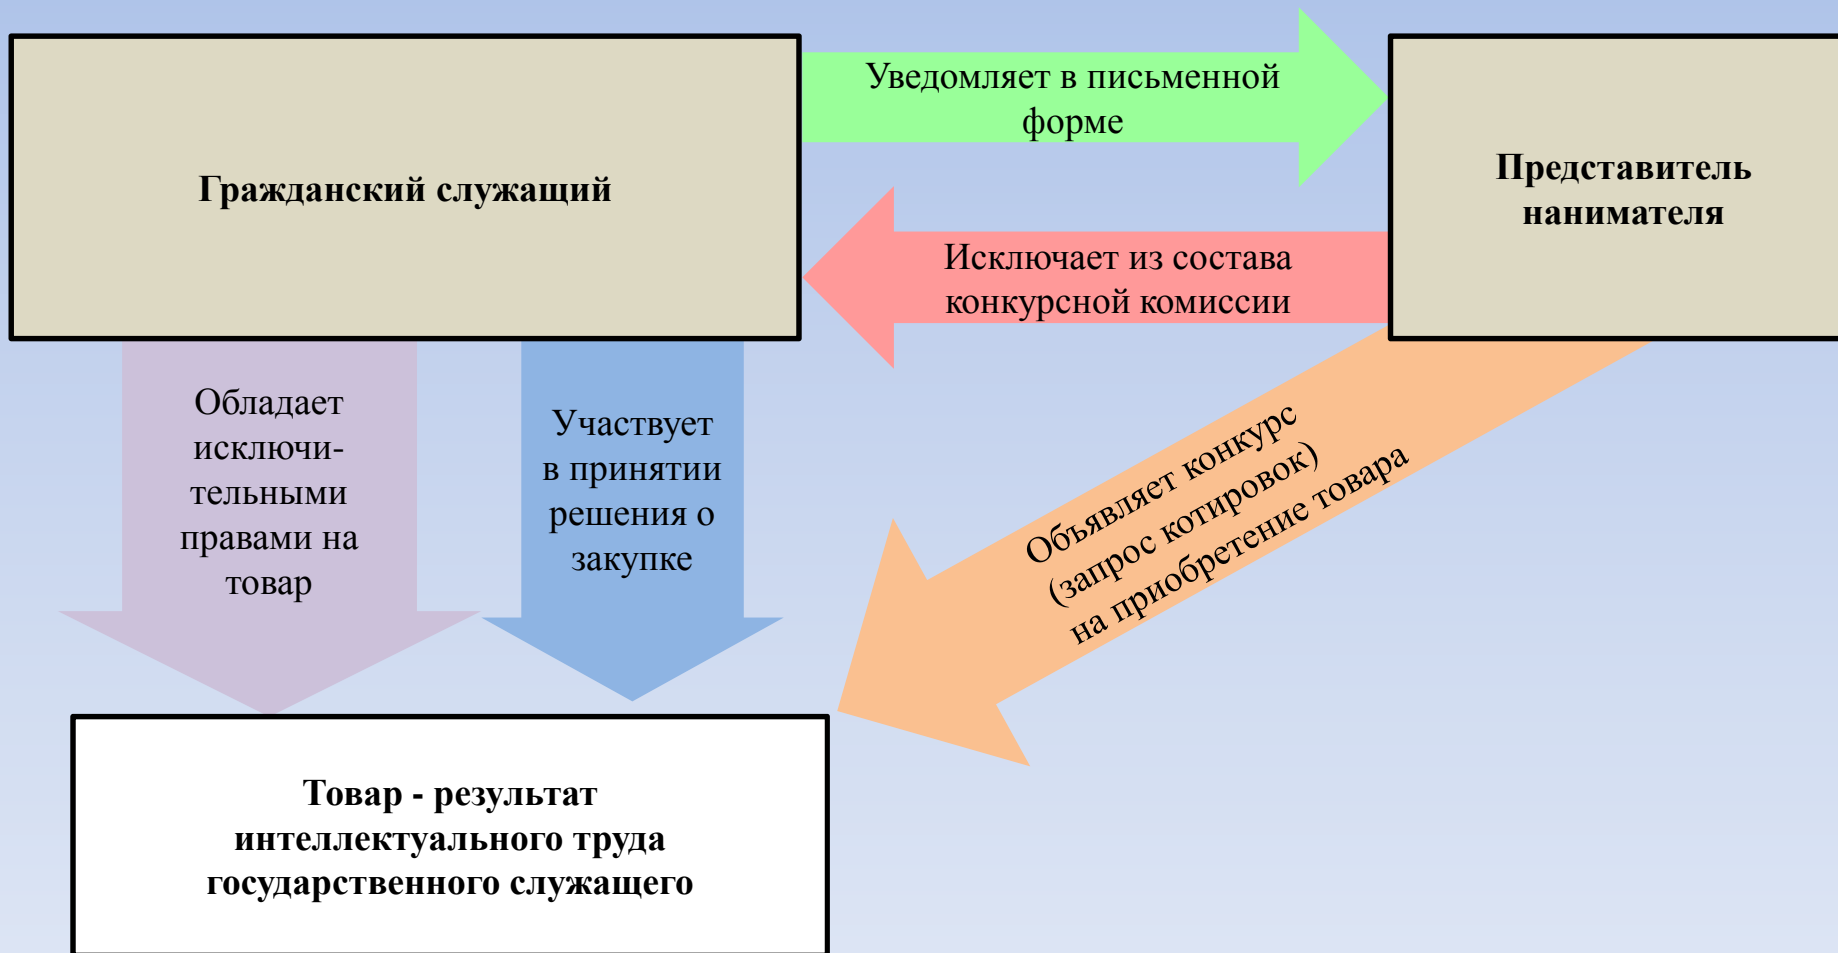 Гражданский служащий
Уведомляет в письменной
форме
Представитель
нанимателя
Исключает из состава
конкурсной комиссии
Обладает
исключи-
тельными
правами на
товар
Участвует
в принятии
решения о
закупке
Объявляет конкурс
(запрос котировок)
на приобретение товара
Товар - результат
интеллектуального труда
государственного служащего